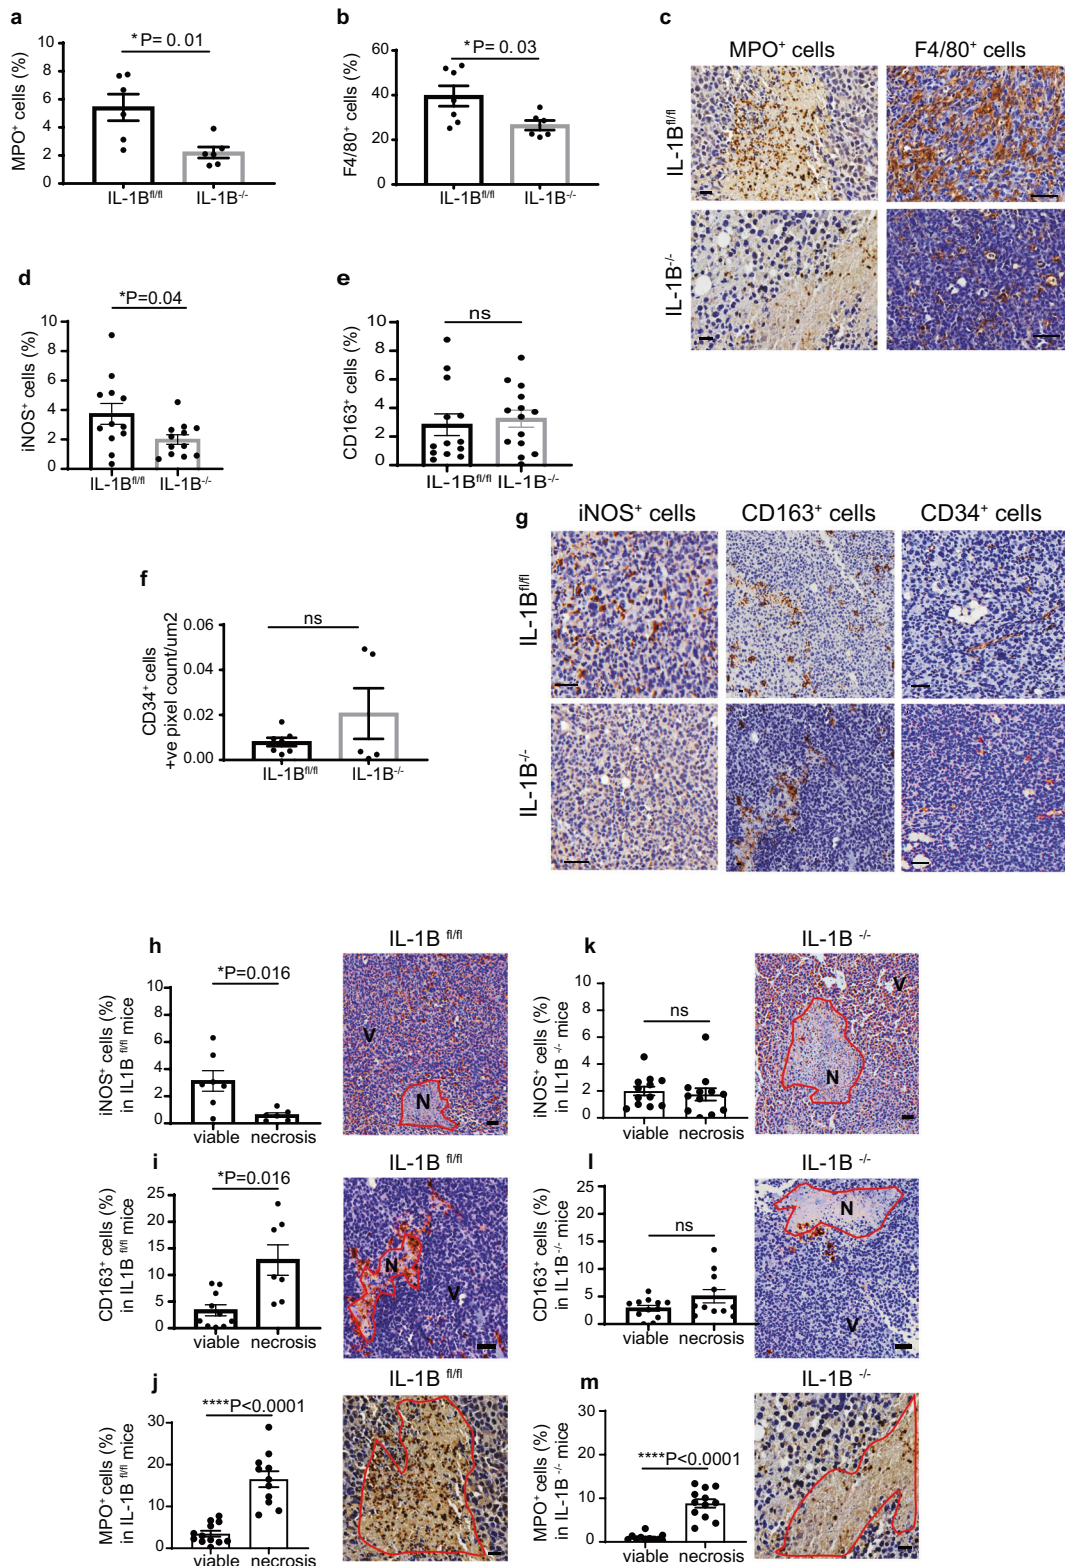 a
*P= 0.01
MPO⁺ cells (%)
10
8
6
4
2
0
IL-1B^fl/fl IL-1B^-/-
b
*P= 0.03
F4/80⁺ cells (%)
60
40
20
0
IL-1B^fl/fl IL-1B^-/-
c
MPO⁺ cells F4/80⁺ cells
IL-1B^fl/fl
IL-1B^-/-
d
*P=0.04
iNOS⁺ cells (%)
10
8
6
4
2
0
IL-1B^fl/fl IL-1B^-/-
e
ns
CD163⁺ cells (%)
10
8
6
4
2
0
IL-1B^fl/fl IL-1B^-/-
f
ns
CD34⁺ cells
+ve pixel count/um2
0.06
0.04
0.02
0.00
IL-1B^fl/fl IL-1B^-/-
g
iNOS⁺ cells CD163⁺ cells CD34⁺ cells
IL-1B^fl/fl
IL-1B^-/-
h
*P=0.016
iNOS⁺ cells (%)
in IL1B^fl/fl mice
10
8
6
4
2
0
viable necrosis
IL-1B ^fl/fl
V
N
k
ns
iNOS⁺ cells (%)
in IL1B^-/- mice
10
8
6
4
2
0
viable necrosis
IL-1B ^-/-
V
N
i
*P=0.016
CD163⁺ cells (%)
in IL1B ^fl/fl mice
25
20
15
10
5
0
viable necrosis
IL-1B ^fl/fl
N
V
l
ns
CD163⁺ cells (%)
in IL1B^-/- mice
25
20
15
10
5
0
viable necrosis
IL-1B ^-/-
N
V
j
****P<0.0001
MPO⁺ cells (%)
in IL-1B ^fl/fl mice
30
20
10
0
viable necrosis
IL-1B ^fl/fl
m
****P<0.0001
MPO⁺ cells (%)
in IL-1B ^-/- mice
30
20
10
0
viable necrosis
IL-1B ^-/-